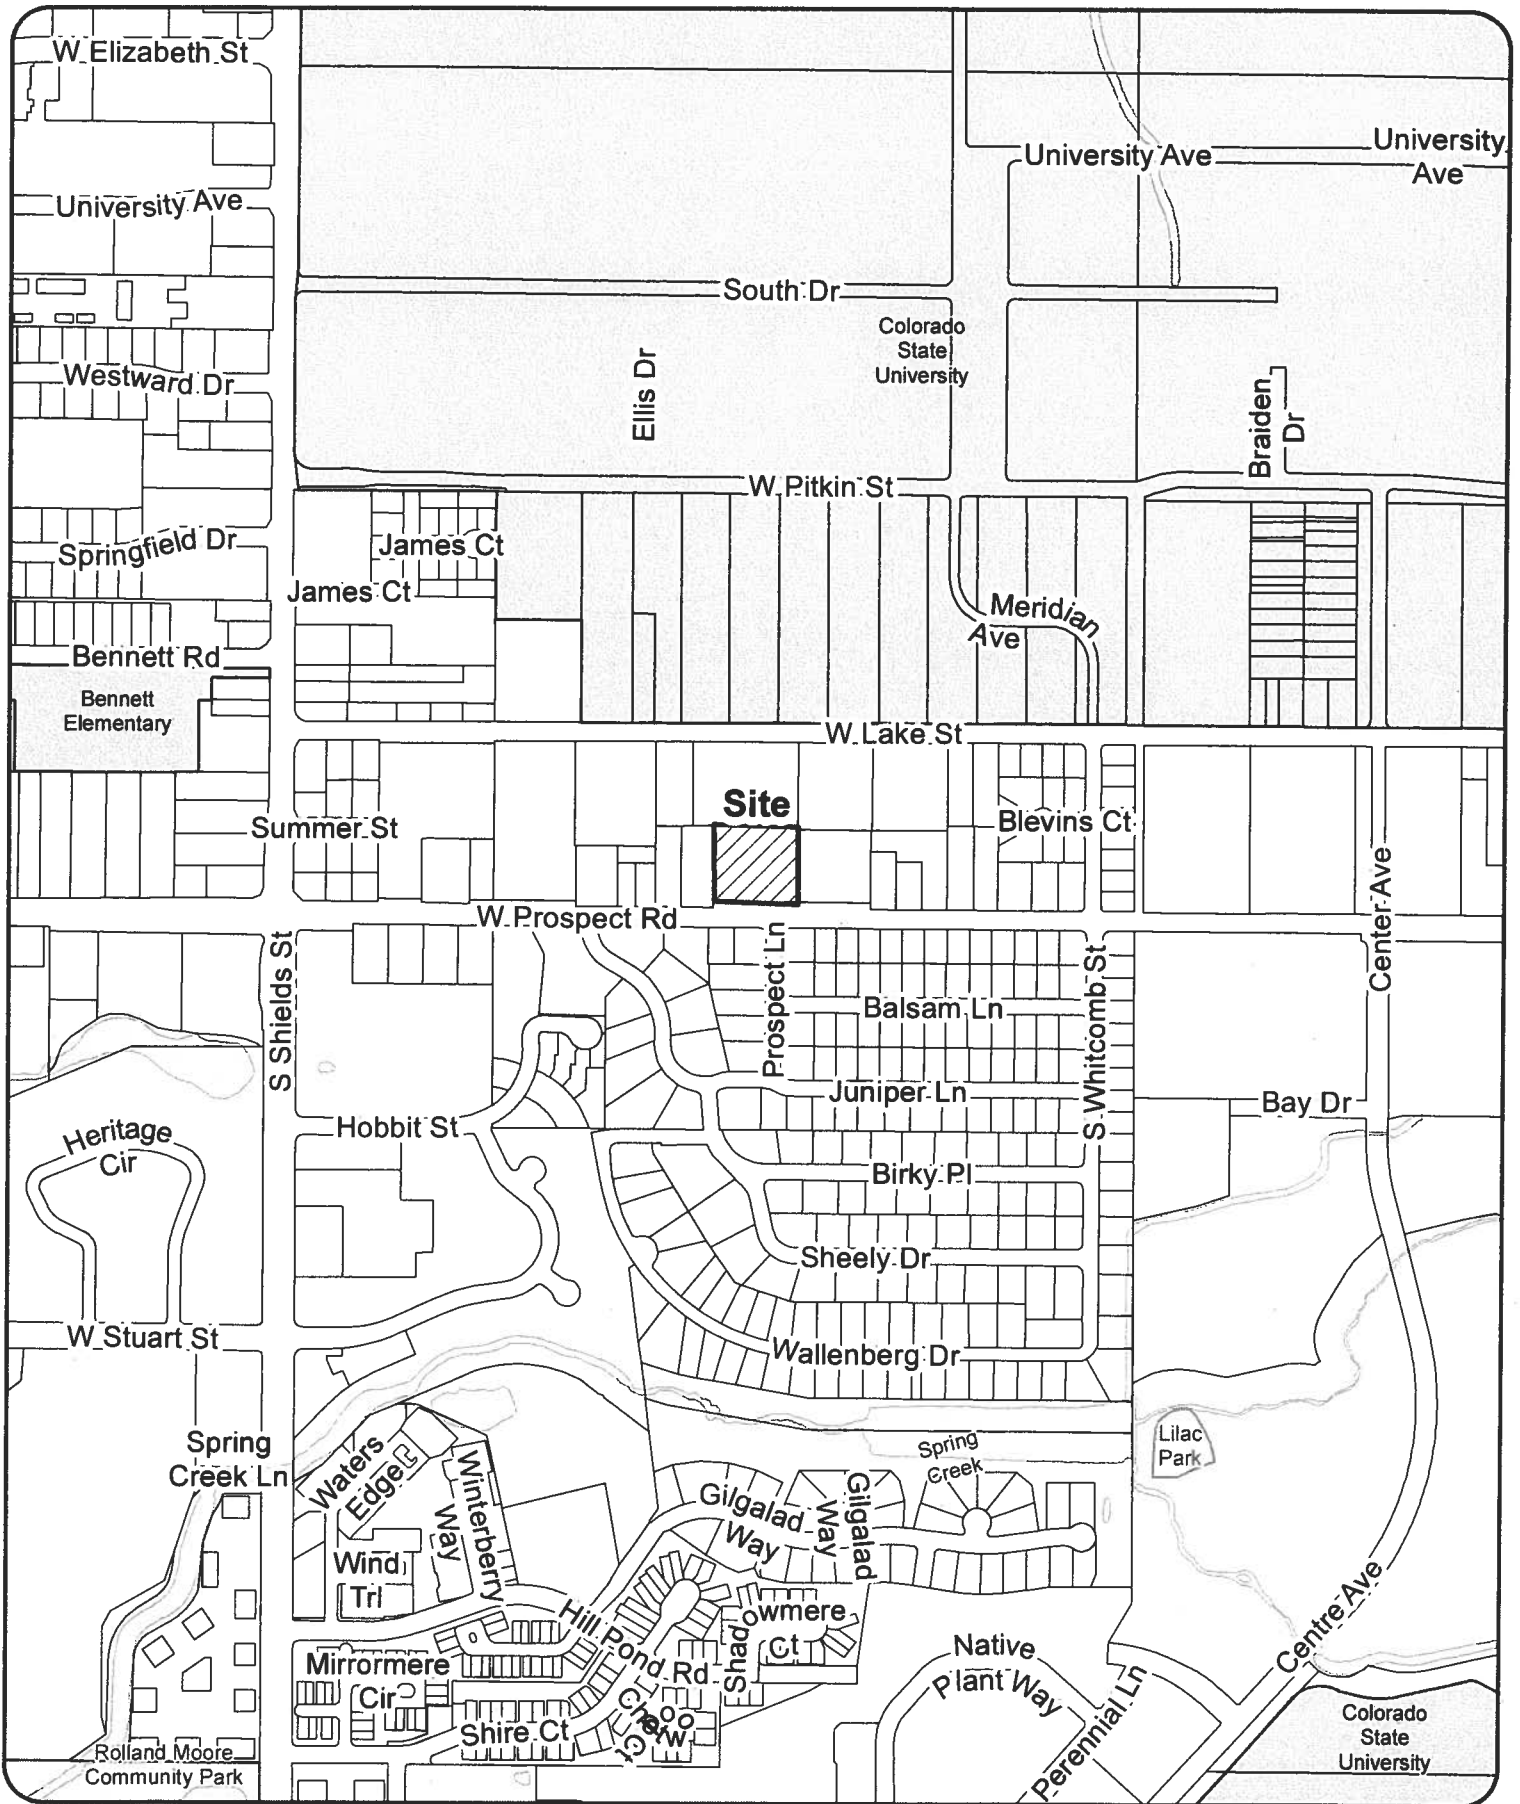 W Elizabeth St
University Ave
University
Ave
University Ave
South Dr
Colorado
State
University
Ellis Dr
Westward Dr
Braiden
Dr
W Pitkin St
Springfield Dr
James Ct
James Ct
Meridian
Ave
Bennett Rd
Bennett
Elementary
W Lake St
Site
Summer St
Blevins Ct
Center Ave
W Prospect Rd
S Shields St
Prospect Ln
S Whitcomb St
Balsam Ln
Juniper Ln
Bay Dr
Hobbit St
Heritage
Cir
Birky Pl
Sheely Dr
W Stuart St
Wallenberg Dr
Spring
Creek Ln
Waters
Edge
Winterberry
Way
Spring
Creek
Lilac
Park
Gilgalad
Way
Gilgalad
Way
Wind
Trl
Hill Pond Rd
Shadowmere
Ct
Centre Ave
Mirrormere
Cir
Native
Plant Way
Perennial Ln
Shire Ct
Ct
Colorado
State
University
Rolland Moore
Community Park